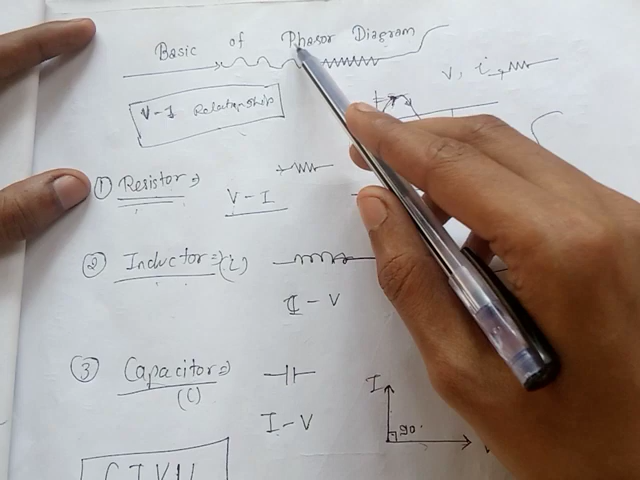 Basic of Phasor Diagram
V, i
V-I Relationship
① Resistor ⇒
V-I
② Inductor ⇒ (L)
I-V
③ Capacitor ⇒
(C)
I-V
I
90°
V
CIVIL